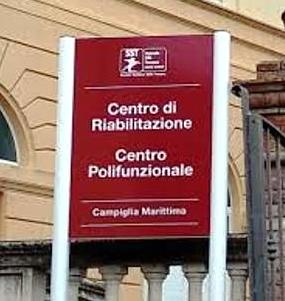 SST
Centro di
Riabilitazione
Centro
Polifunzionale
Campiglia Marittima